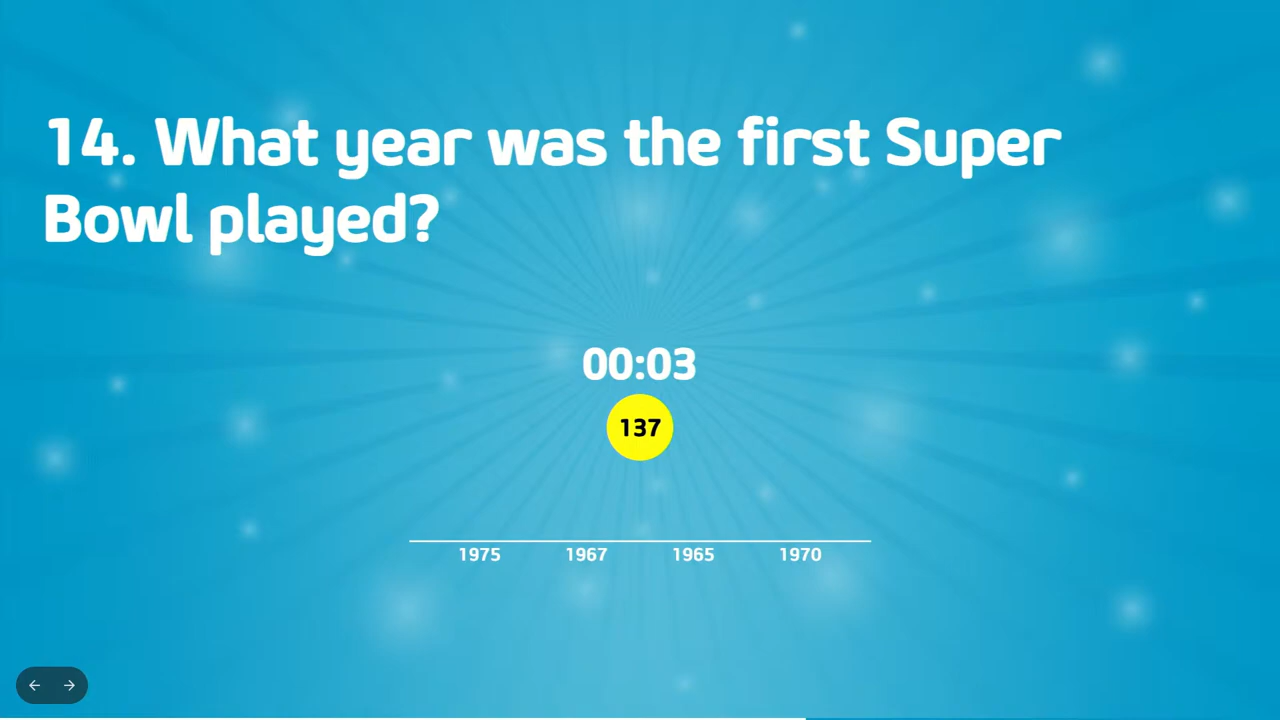 14. What year was the first Super
Bowl played?
00:03
137
1975 1967 1965 1970